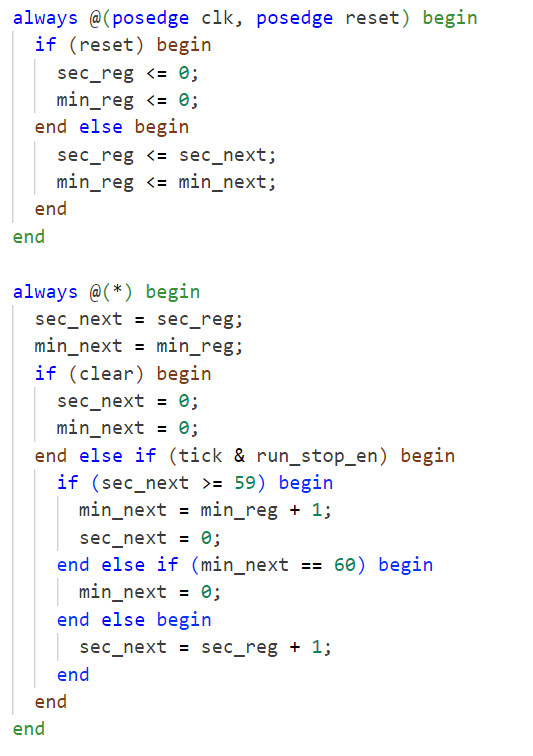 always @(posedge clk, posedge reset) begin
  if (reset) begin
    sec_reg <= 0;
    min_reg <= 0;
  end else begin
    sec_reg <= sec_next;
    min_reg <= min_next;
  end
end

always @(*) begin
  sec_next = sec_reg;
  min_next = min_reg;
  if (clear) begin
    sec_next = 0;
    min_next = 0;
  end else if (tick & run_stop_en) begin
    if (sec_next >= 59) begin
      min_next = min_reg + 1;
      sec_next = 0;
    end else if (min_next == 60) begin
      min_next = 0;
    end else begin
      sec_next = sec_reg + 1;
    end
  end
end